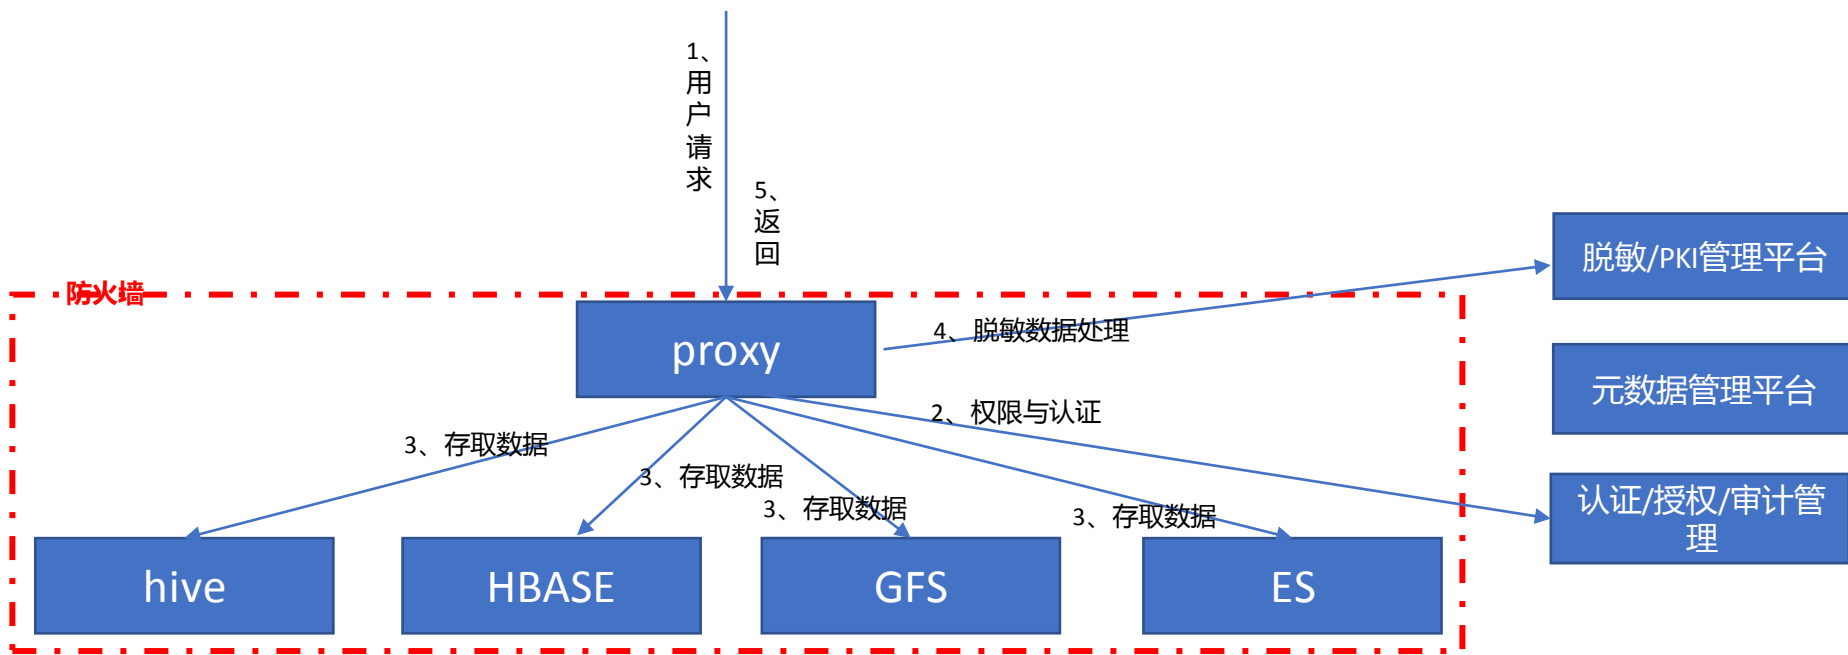 1、
用
户
请
求
5、
返
回
脱敏/PKI管理平台
防火墙
4、脱敏数据处理
proxy
元数据管理平台
2、权限与认证
3、存取数据
3、存取数据
3、存取数据
3、存取数据
认证/授权/审计管
理
hive
HBASE
GFS
ES